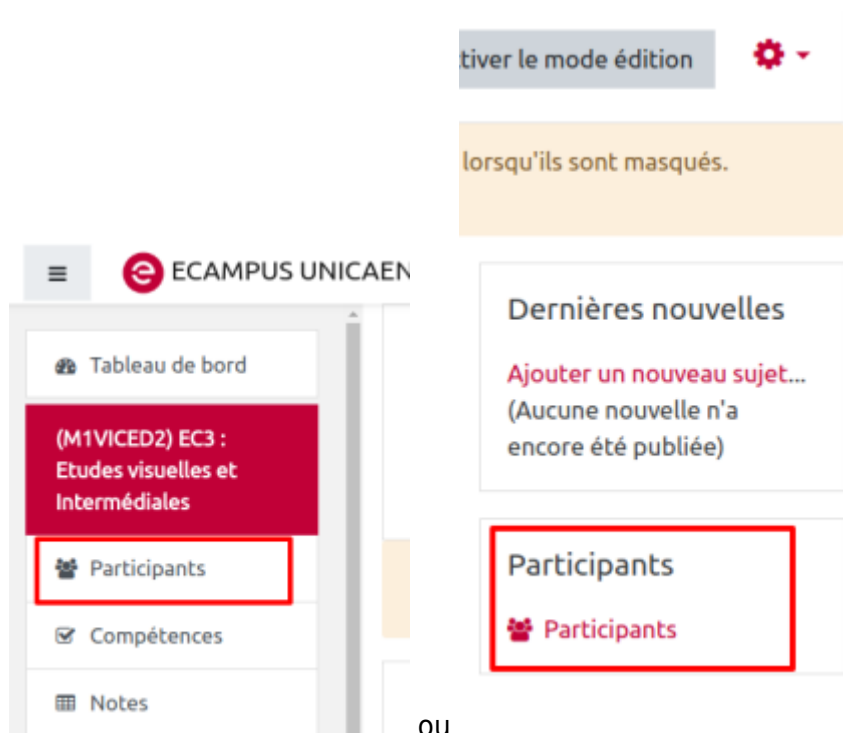 ECAMPUS UNICAEN
Tableau de bord
(M1VICED2) EC3 :
Etudes visuelles et
Intermédiales
Participants
Compétences
Notes
ou
tiver le mode édition
lorsqu'ils sont masqués.
Dernières nouvelles
Ajouter un nouveau sujet...
(Aucune nouvelle n'a
encore été publiée)
Participants
Participants